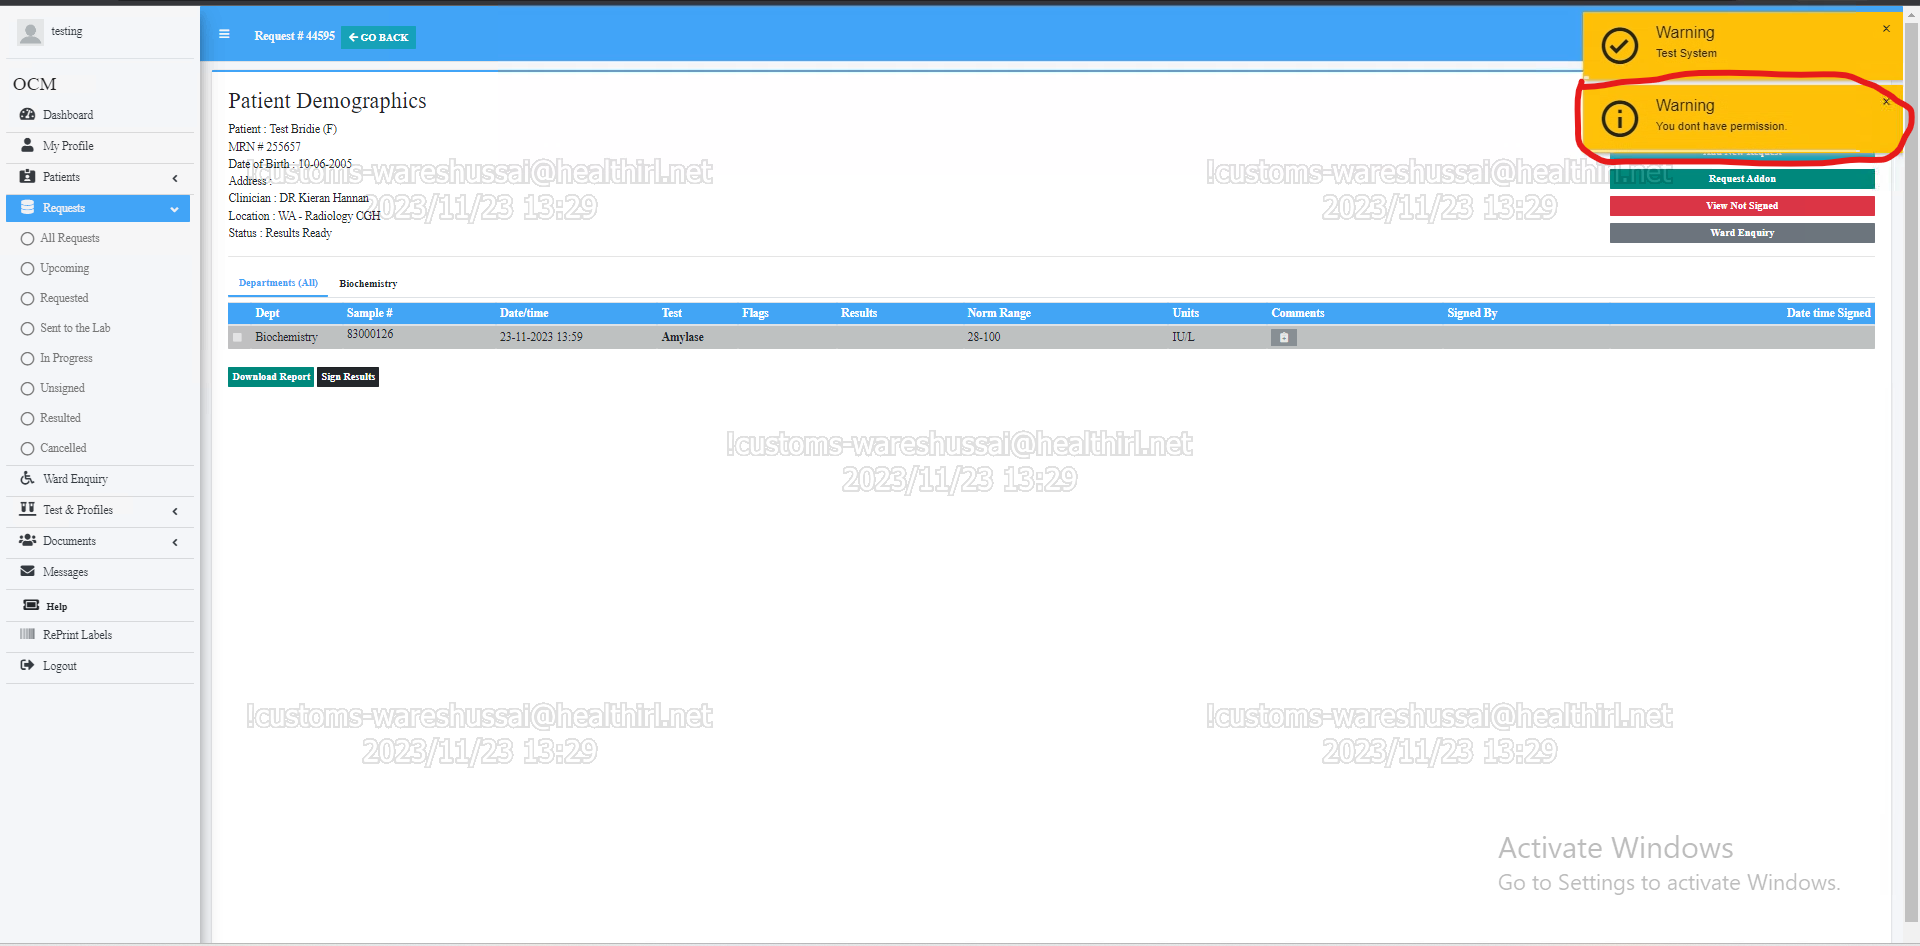 testing
Request # 44595
GO BACK
Warning
Test System
Warning
You dont have permission.
OCM
Dashboard
My Profile
Patients
Requests
All Requests
Upcoming
Requested
Sent to the Lab
In Progress
Unsigned
Resulted
Cancelled
Ward Enquiry
Test & Profiles
Documents
Messages
Help
RePrint Labels
Logout
Patient Demographics
Patient : Test Bridie (F)
MRN # 255657
Date of Birth : 10-06-2005
Address :
Clinician : DR Kieran Hannan
Location : WA - Radiology CGH
Status : Results Ready
Add New Request
Request Addon
View Not Signed
Ward Enquiry
Departments (All) Biochemistry
Dept Sample # Date/time Test Flags Results Norm Range Units Comments Signed By Date time Signed
Biochemistry 83000126 23-11-2023 13:59 Amylase 28-100 IU/L
Download Report Sign Results
!customs-wareshussai@healthirl.net
2023/11/23 13:29
!customs-wareshussai@healthirl.net
2023/11/23 13:29
!customs-wareshussai@healthirl.net
2023/11/23 13:29
!customs-wareshussai@healthirl.net
2023/11/23 13:29
!customs-wareshussai@healthirl.net
2023/11/23 13:29
Activate Windows
Go to Settings to activate Windows.